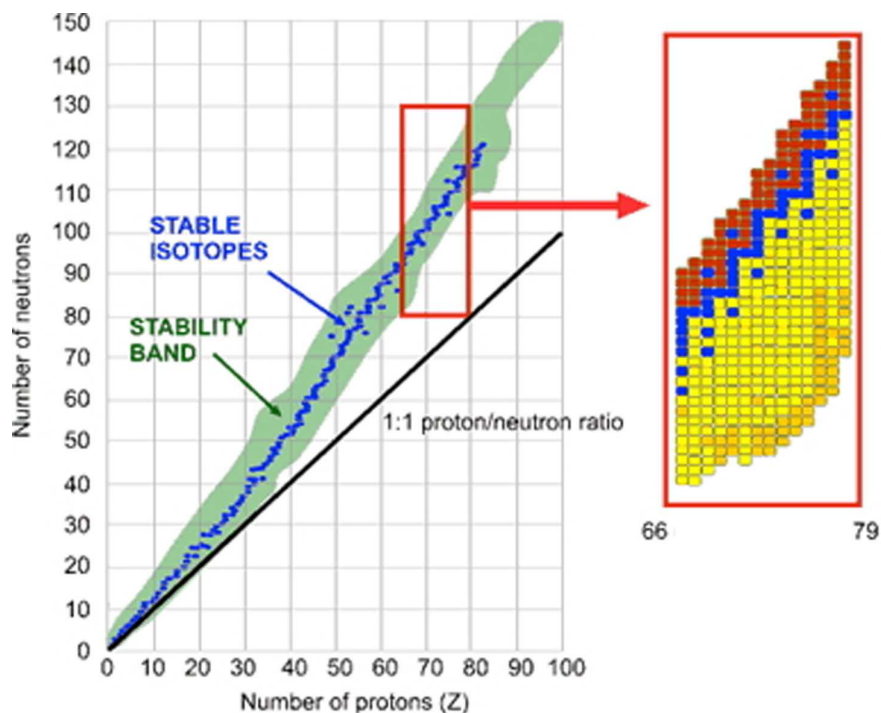 150
140
130
120
110
100
90
80
70
60
50
40
30
20
10
0
Number of neutrons
STABLE
ISOTOPES
STABILITY
BAND
1:1 proton/neutron ratio
0 10 20 30 40 50 60 70 80 90 100
Number of protons (Z)
66 79